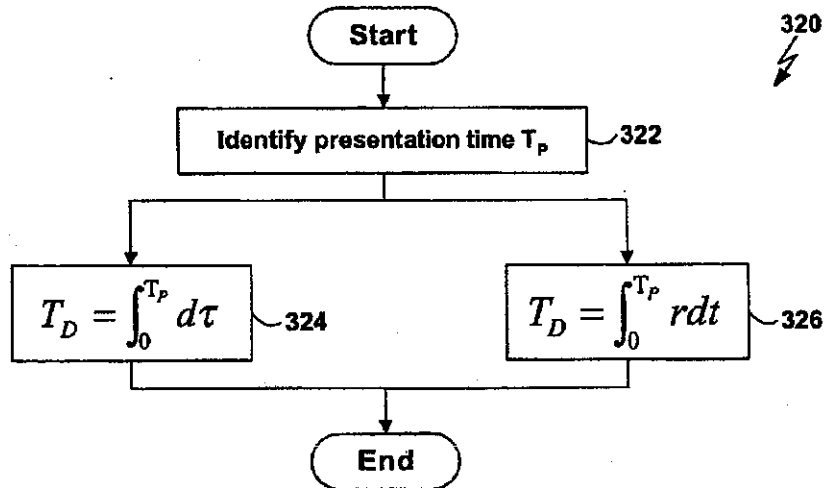 Start
320
Identify presentation time T_P
322
T_D = ∫_0^{T_P} dτ
324
T_D = ∫_0^{T_P} rdt
326
End